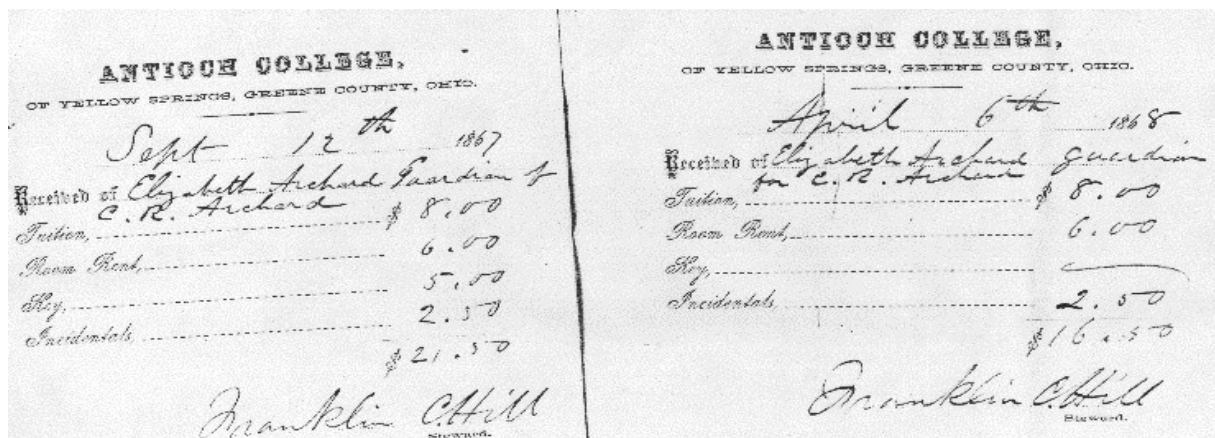 ANTIOCH COLLEGE,
OF YELLOW SPRINGS, GREENE COUNTY, OHIO.
Sept 12th 1867
Received of Elizabeth Archard Guardian of
C. R. Archard
Tuition, $ 8.00
Room Rent, 6.00
Key, 5.00
Incidentals, 2.50
$ 21.50
Franklin C. Hill
Steward.
ANTIOCH COLLEGE,
OF YELLOW SPRINGS, GREENE COUNTY, OHIO.
April 6th 1868
Received of Elizabeth Archard guardian
for C. R. Archard
Tuition, $ 8.00
Room Rent, 6.00
Key,
Incidentals, 2.50
$ 16.50
Franklin C. Hill
Steward.